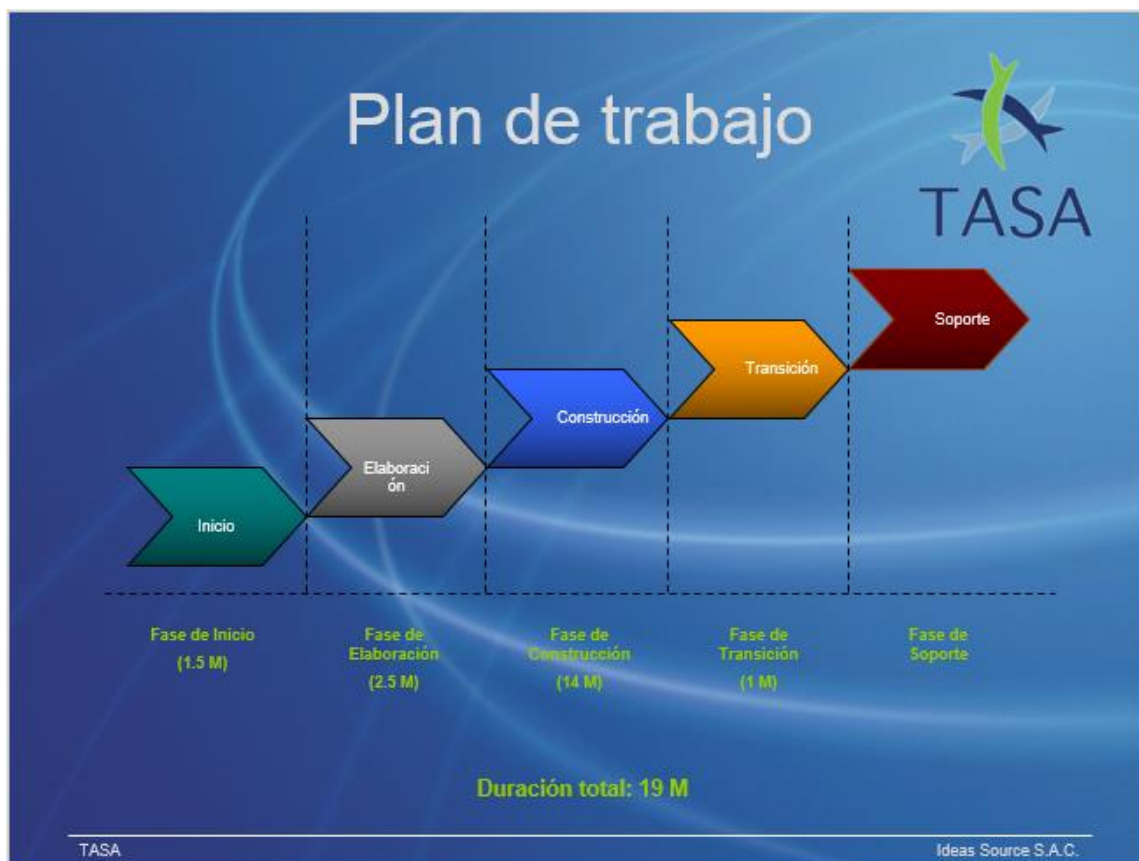 Plan de trabajo
TASA
Soporte
Transición
Construcción
Elaboraci
ón
Inicio
Fase de Inicio
(1.5 M)
Fase de
Elaboración
(2.5 M)
Fase de
Construcción
(14 M)
Fase de
Transición
(1 M)
Fase de
Soporte
Duración total: 19 M
TASA
Ideas Source S.A.C.